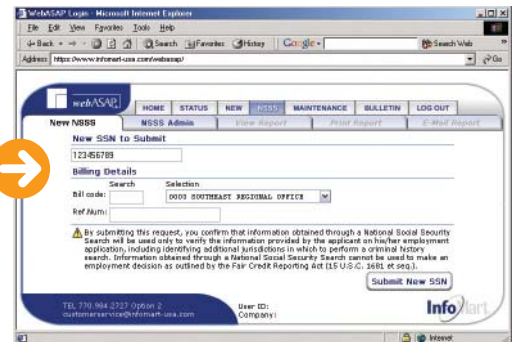 WebASAP Login - Microsoft Internet Explorer
File Edit View Favorites Tools Help
Back Search Favorites History Google Search Web
Address https://www.infomart-usa.com/webasap/ Go
webASAP HOME STATUS NEW NSSS MAINTENANCE BULLETIN LOG OUT
New NSSS NSSS Admin View Report Print Report E-Mail Report
New SSN to Submit
123456789
Billing Details
Search Selection
Bill code: 0000 SOUTHEAST REGIONAL OFFICE
Ref Num:
By submitting this request, you confirm that information obtained through a National Social Security
Search will be used only to verify the information provided by the applicant on his/her employment
application, including identifying additional jurisdictions in which to perform a criminal history
search. Information obtained through a National Social Security Search cannot be used to make an
employment decision as outlined by the Fair Credit Reporting Act (15 U.S.C. 1681 et seq.).
Submit New SSN
TEL 770.984.2727 Option 2 User ID:
customerservice@infomart-usa.com Company:
InfoMart
Internet